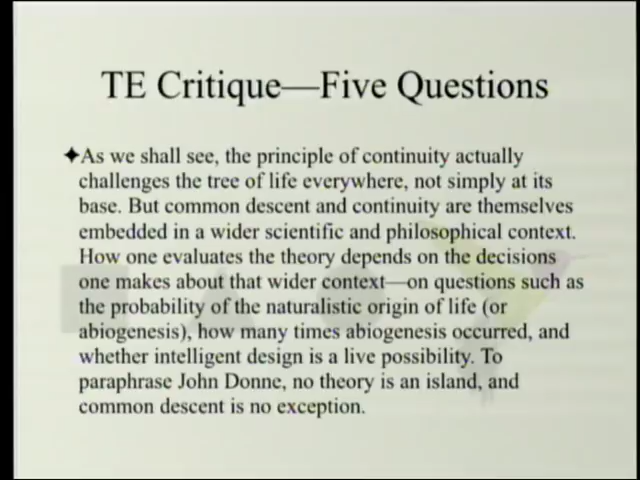 TE Critique—Five Questions
✦As we shall see, the principle of continuity actually
challenges the tree of life everywhere, not simply at its
base. But common descent and continuity are themselves
embedded in a wider scientific and philosophical context.
How one evaluates the theory depends on the decisions
one makes about that wider context—on questions such as
the probability of the naturalistic origin of life (or
abiogenesis), how many times abiogenesis occurred, and
whether intelligent design is a live possibility. To
paraphrase John Donne, no theory is an island, and
common descent is no exception.